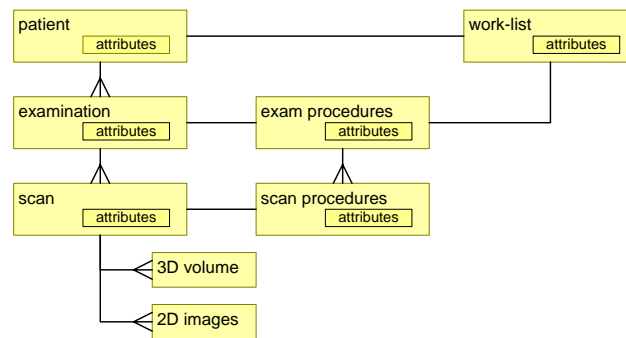 patient
attributes
work-list
attributes
examination
attributes
exam procedures
attributes
scan
attributes
scan procedures
attributes
3D volume
2D images